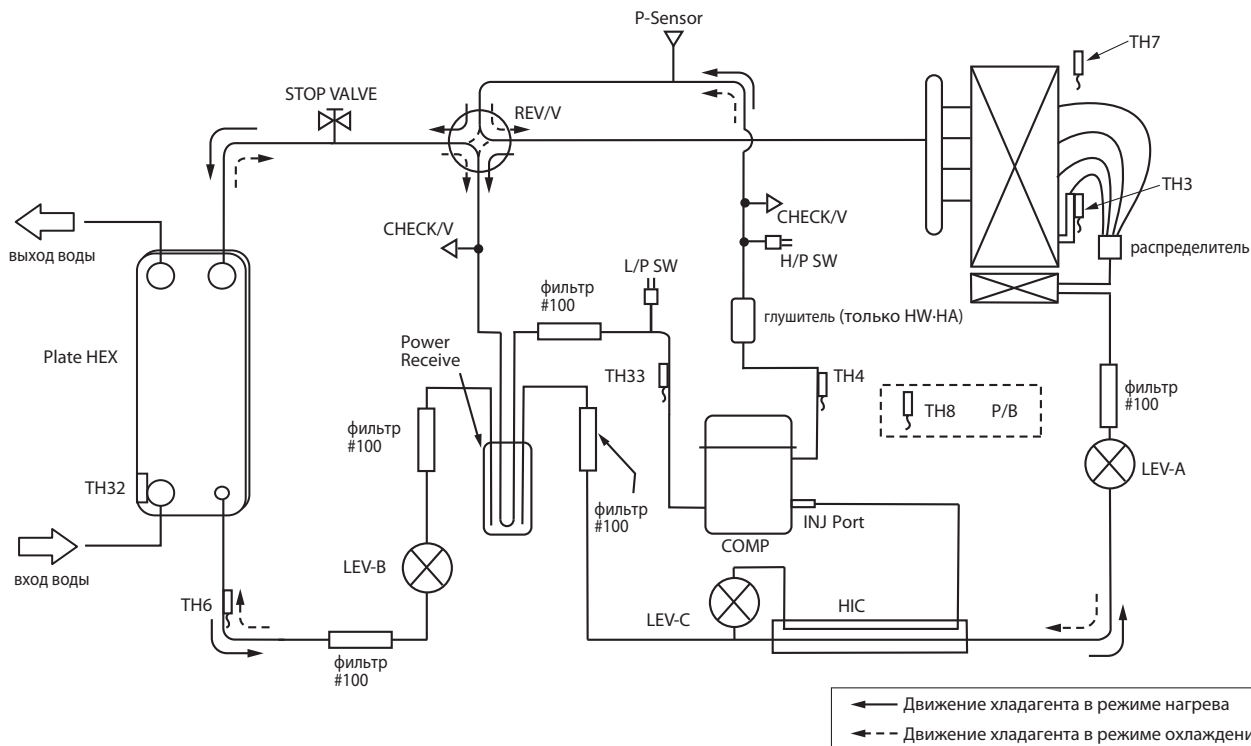 P-Sensor
TH7
STOP VALVE
REV/V
TH3
CHECK/V
CHECK/V
выход воды
распределитель
H/P SW
L/P SW
фильтр
#100
глушитель (только HW·HA)
Plate HEX
Power
Receive
TH33
TH4
фильтр
#100
TH8
P/B
фильтр
#100
LEV-A
TH32
фильтр
#100
INJ Port
COMP
вход воды
LEV-B
TH6
LEV-C
HIC
фильтр
#100
Движение хладагента в режиме нагрева
Движение хладагента в режиме охлаждени